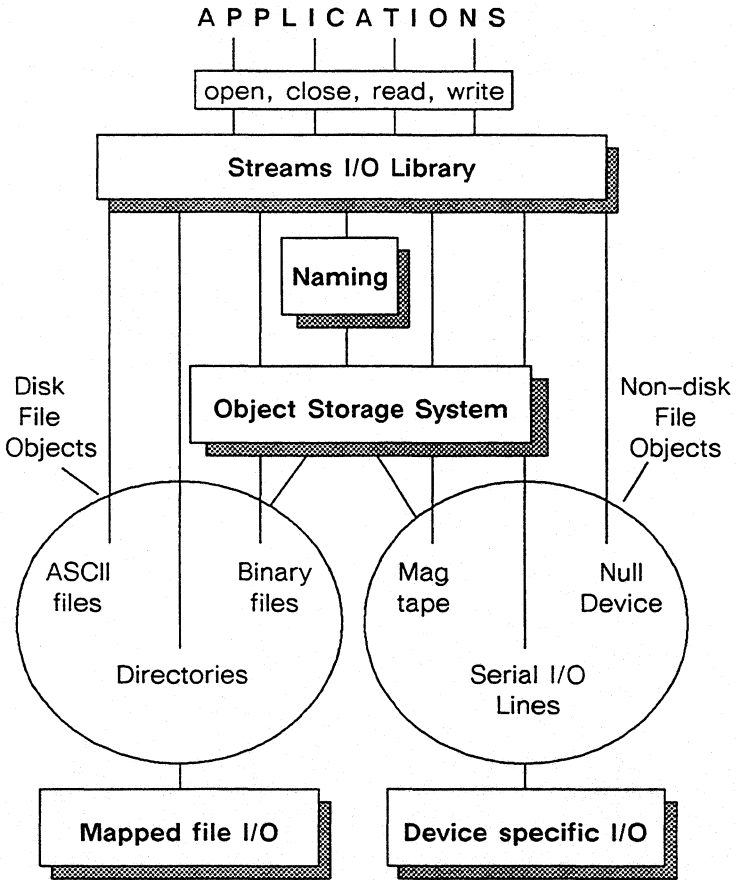 APPLICATIONS
open, close, read, write
Streams I/O Library
Naming
Object Storage System
Disk
File
Objects
Non-disk
File
Objects
ASCII
files
Binary
files
Directories
Mag
tape
Null
Device
Serial I/O
Lines
Mapped file I/O
Device specific I/O